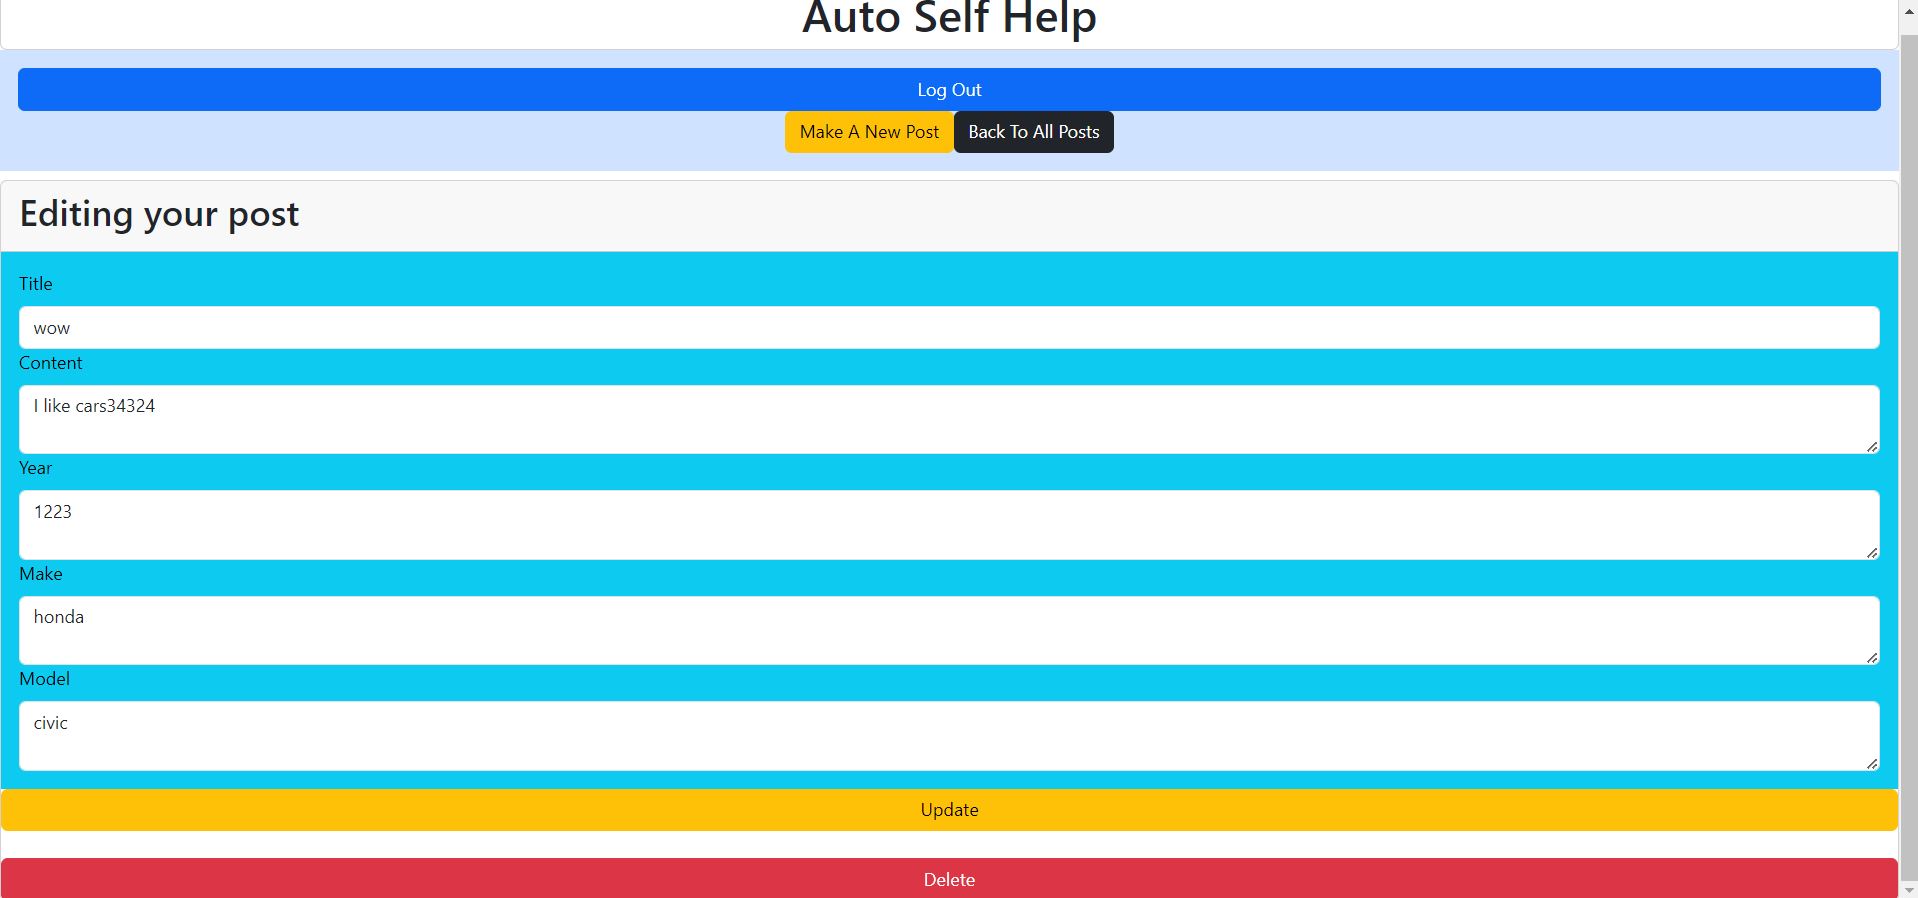 Auto Self Help
Log Out
Make A New Post Back To All Posts
Editing your post
Title
wow
Content
I like cars34324
Year
1223
Make
honda
Model
civic
Update
Delete